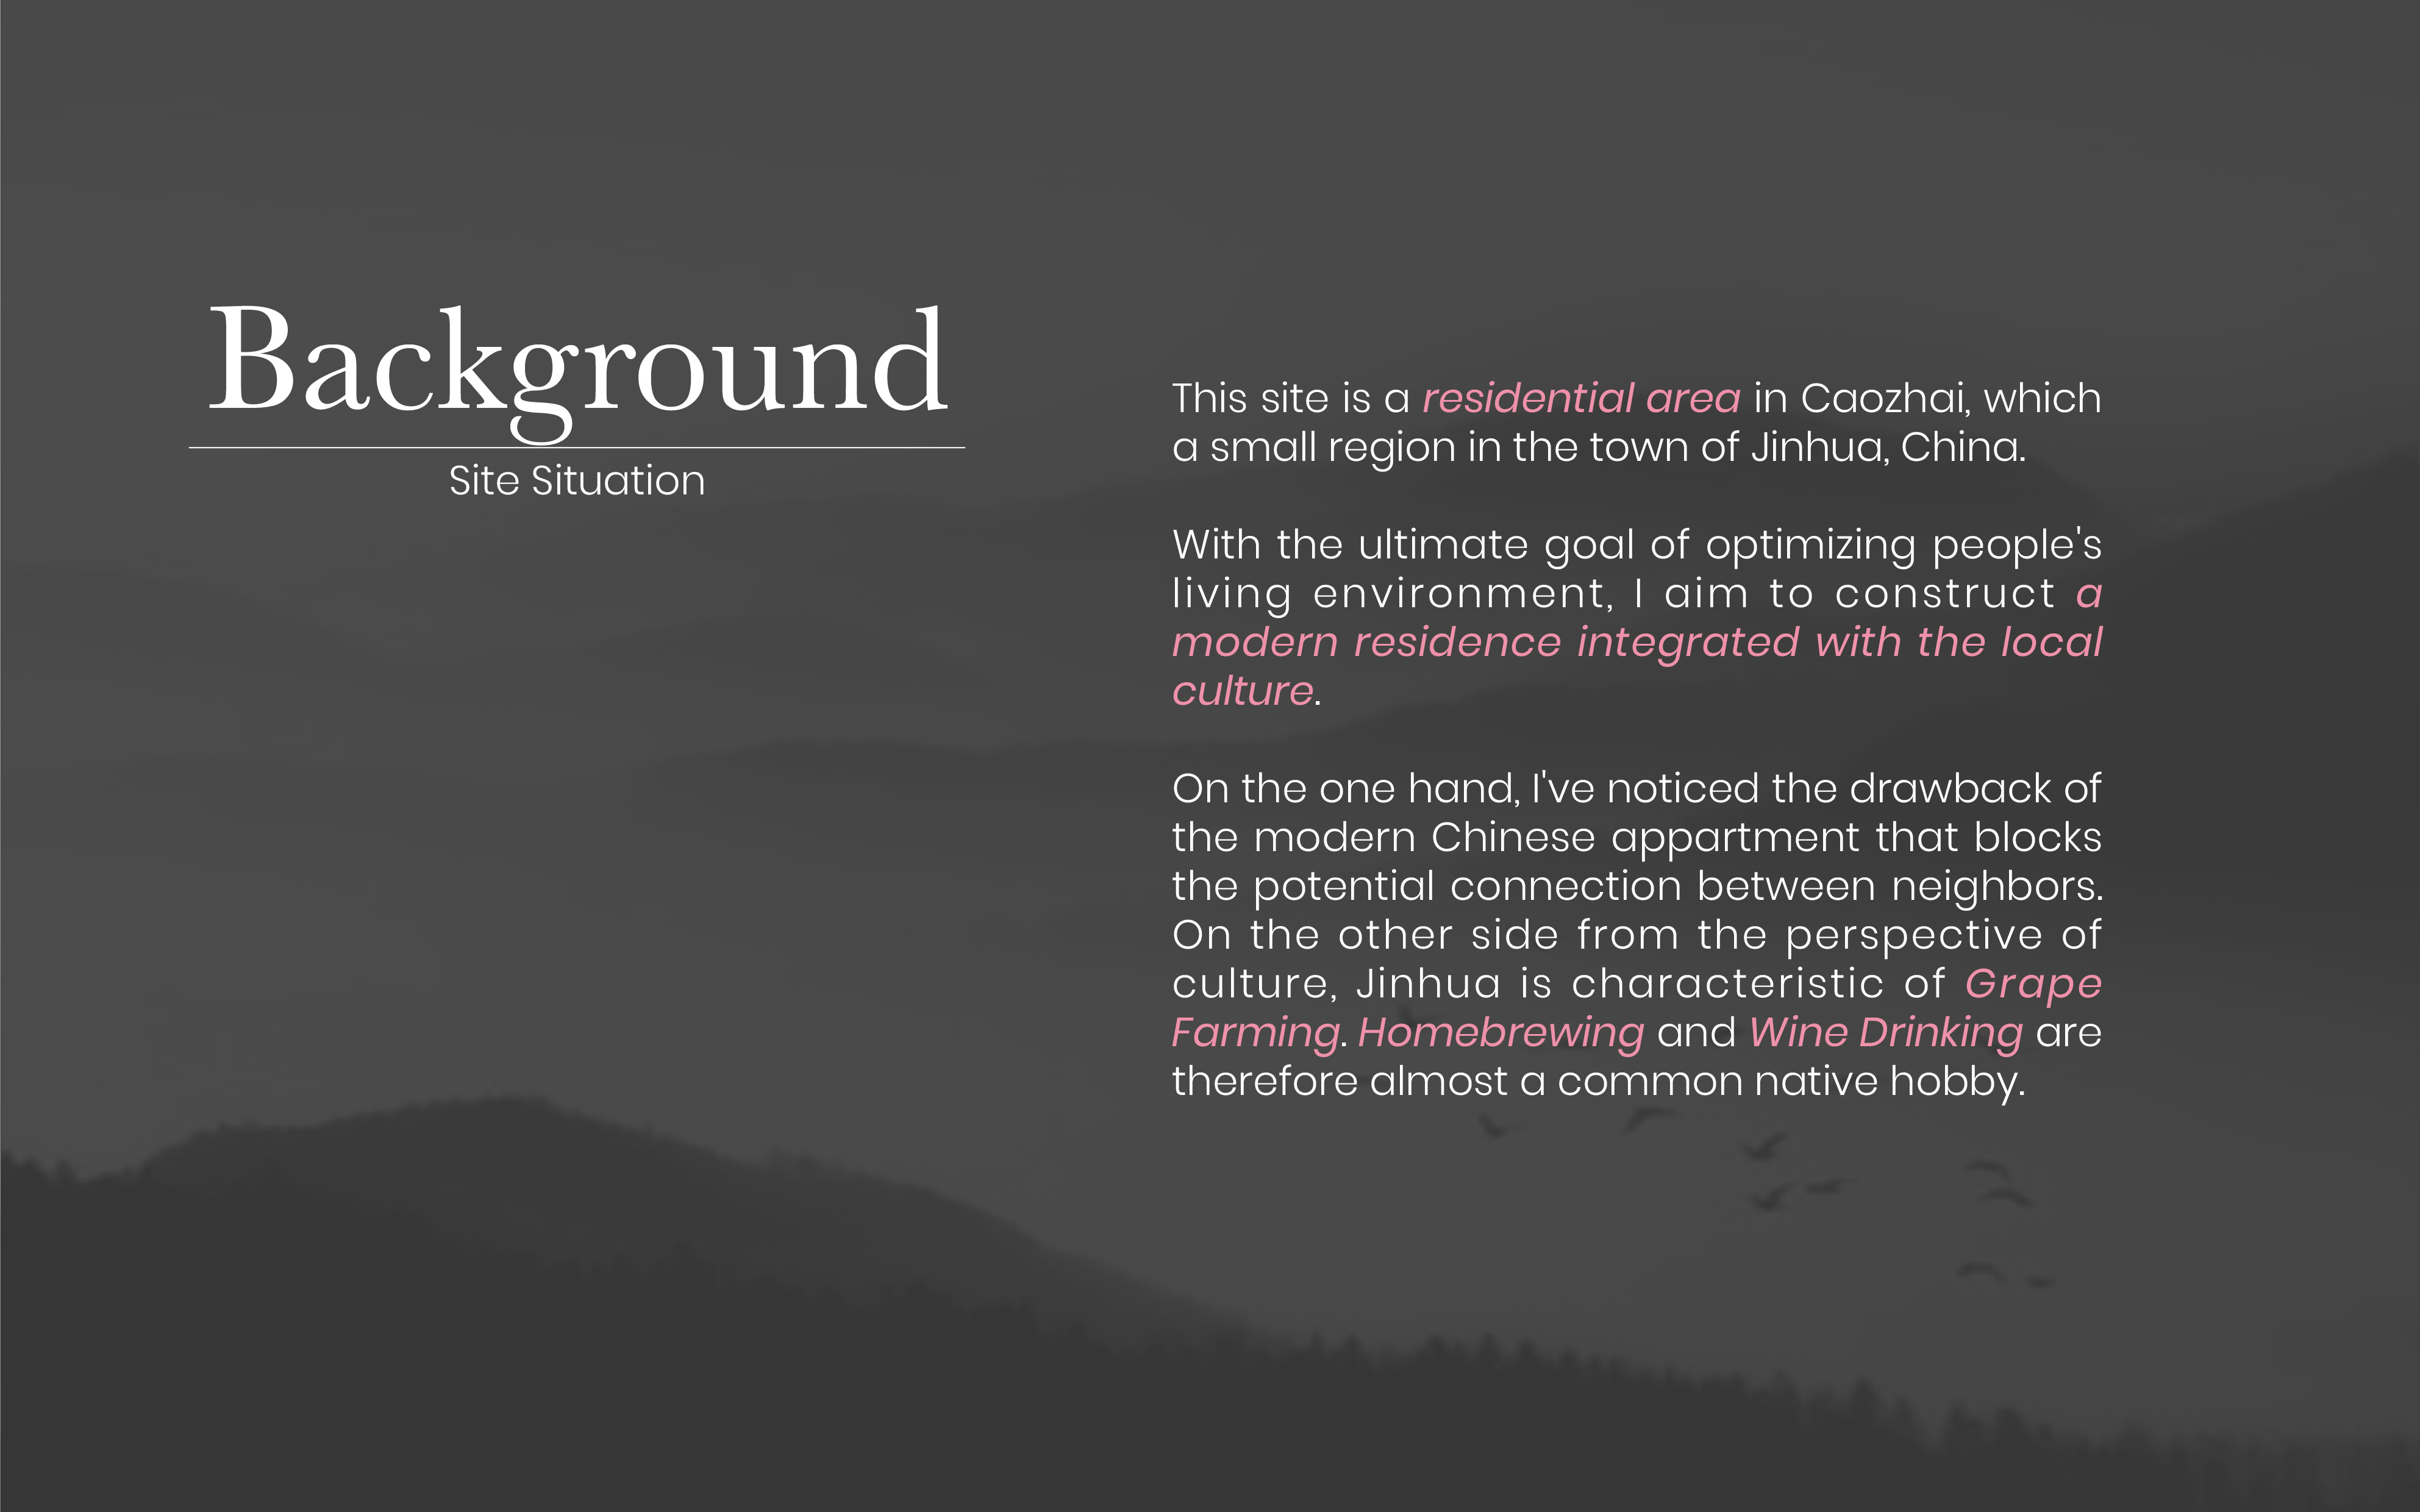 Background
Site Situation
This site is a residential area in Caozhai, which
a small region in the town of Jinhua, China.
With the ultimate goal of optimizing people's
living environment, I aim to construct a
modern residence integrated with the local
culture.
On the one hand, I've noticed the drawback of
the modern Chinese appartment that blocks
the potential connection between neighbors.
On the other side from the perspective of
culture, Jinhua is characteristic of Grape
Farming. Homebrewing and Wine Drinking are
therefore almost a common native hobby.